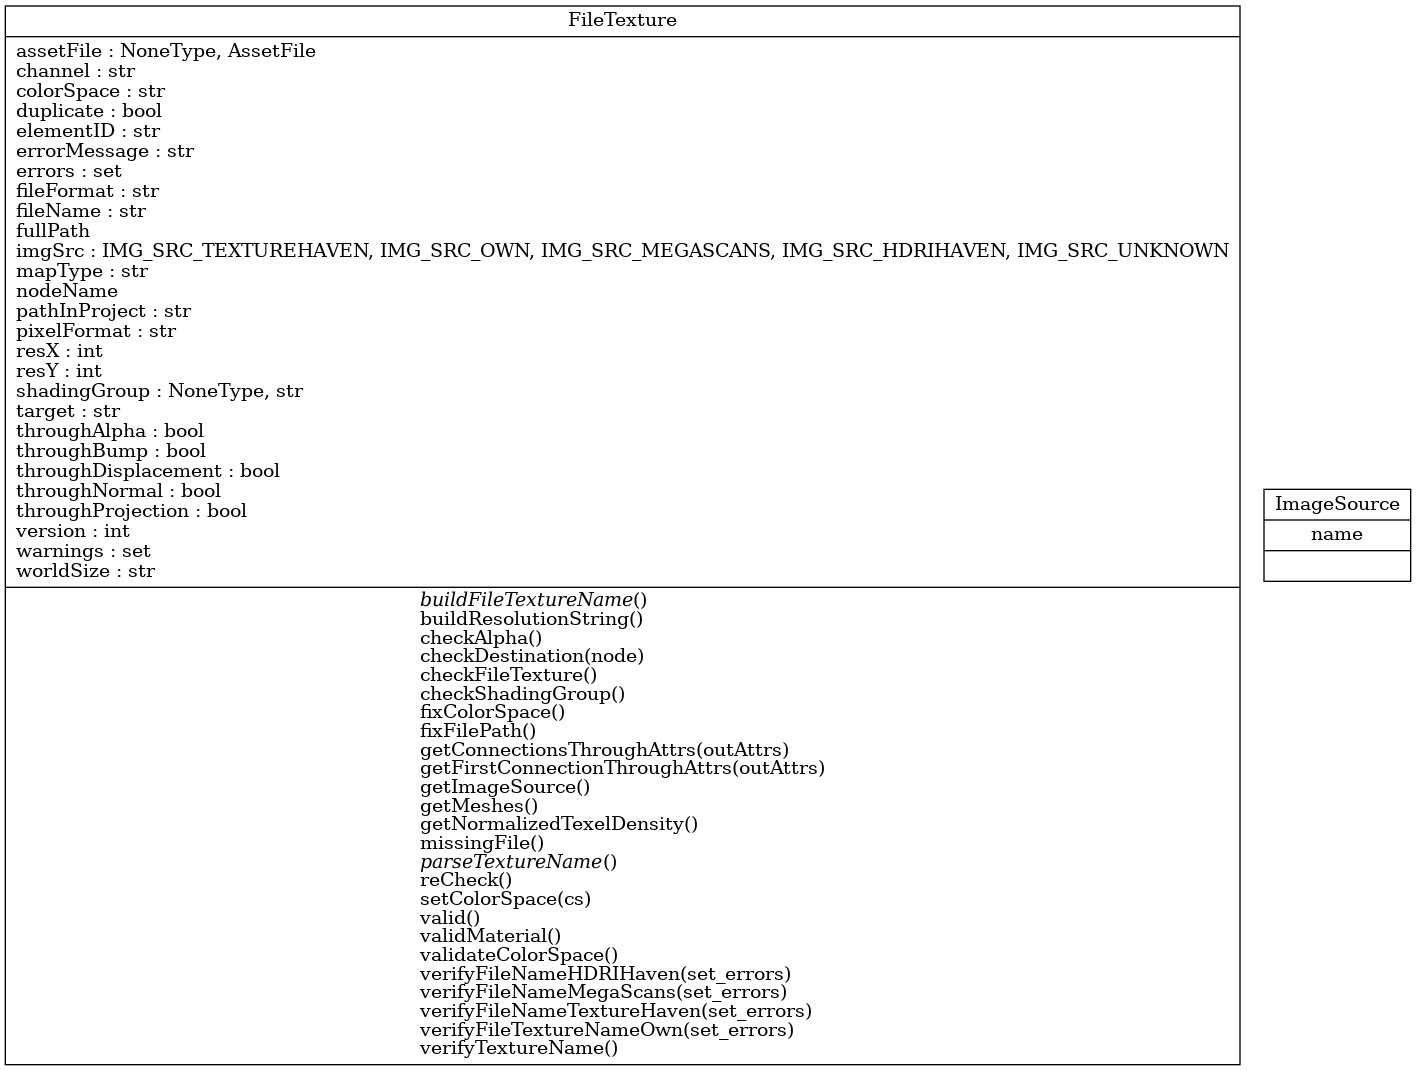 FileTexture
assetFile : NoneType, AssetFile
channel : str
colorSpace : str
duplicate : bool
elementID : str
errorMessage : str
errors : set
fileFormat : str
fileName : str
fullPath
imgSrc : IMG_SRC_TEXTUREHAVEN, IMG_SRC_OWN, IMG_SRC_MEGASCANS, IMG_SRC_HDRIHAVEN, IMG_SRC_UNKNOWN
mapType : str
nodeName
pathInProject : str
pixelFormat : str
resX : int
resY : int
shadingGroup : NoneType, str
target : str
throughAlpha : bool
throughBump : bool
throughDisplacement : bool
throughNormal : bool
throughProjection : bool
version : int
warnings : set
worldSize : str
buildFileTextureName()
buildResolutionString()
checkAlpha()
checkDestination(node)
checkFileTexture()
checkShadingGroup()
fixColorSpace()
fixFilePath()
getConnectionsThroughAttrs(outAttrs)
getFirstConnectionThroughAttrs(outAttrs)
getImageSource()
getMeshes()
getNormalizedTexelDensity()
missingFile()
parseTextureName()
reCheck()
setColorSpace(cs)
valid()
validMaterial()
validateColorSpace()
verifyFileNameHDRIHaven(set_errors)
verifyFileNameMegaScans(set_errors)
verifyFileNameTextureHaven(set_errors)
verifyFileTextureNameOwn(set_errors)
verifyTextureName()
ImageSource
name